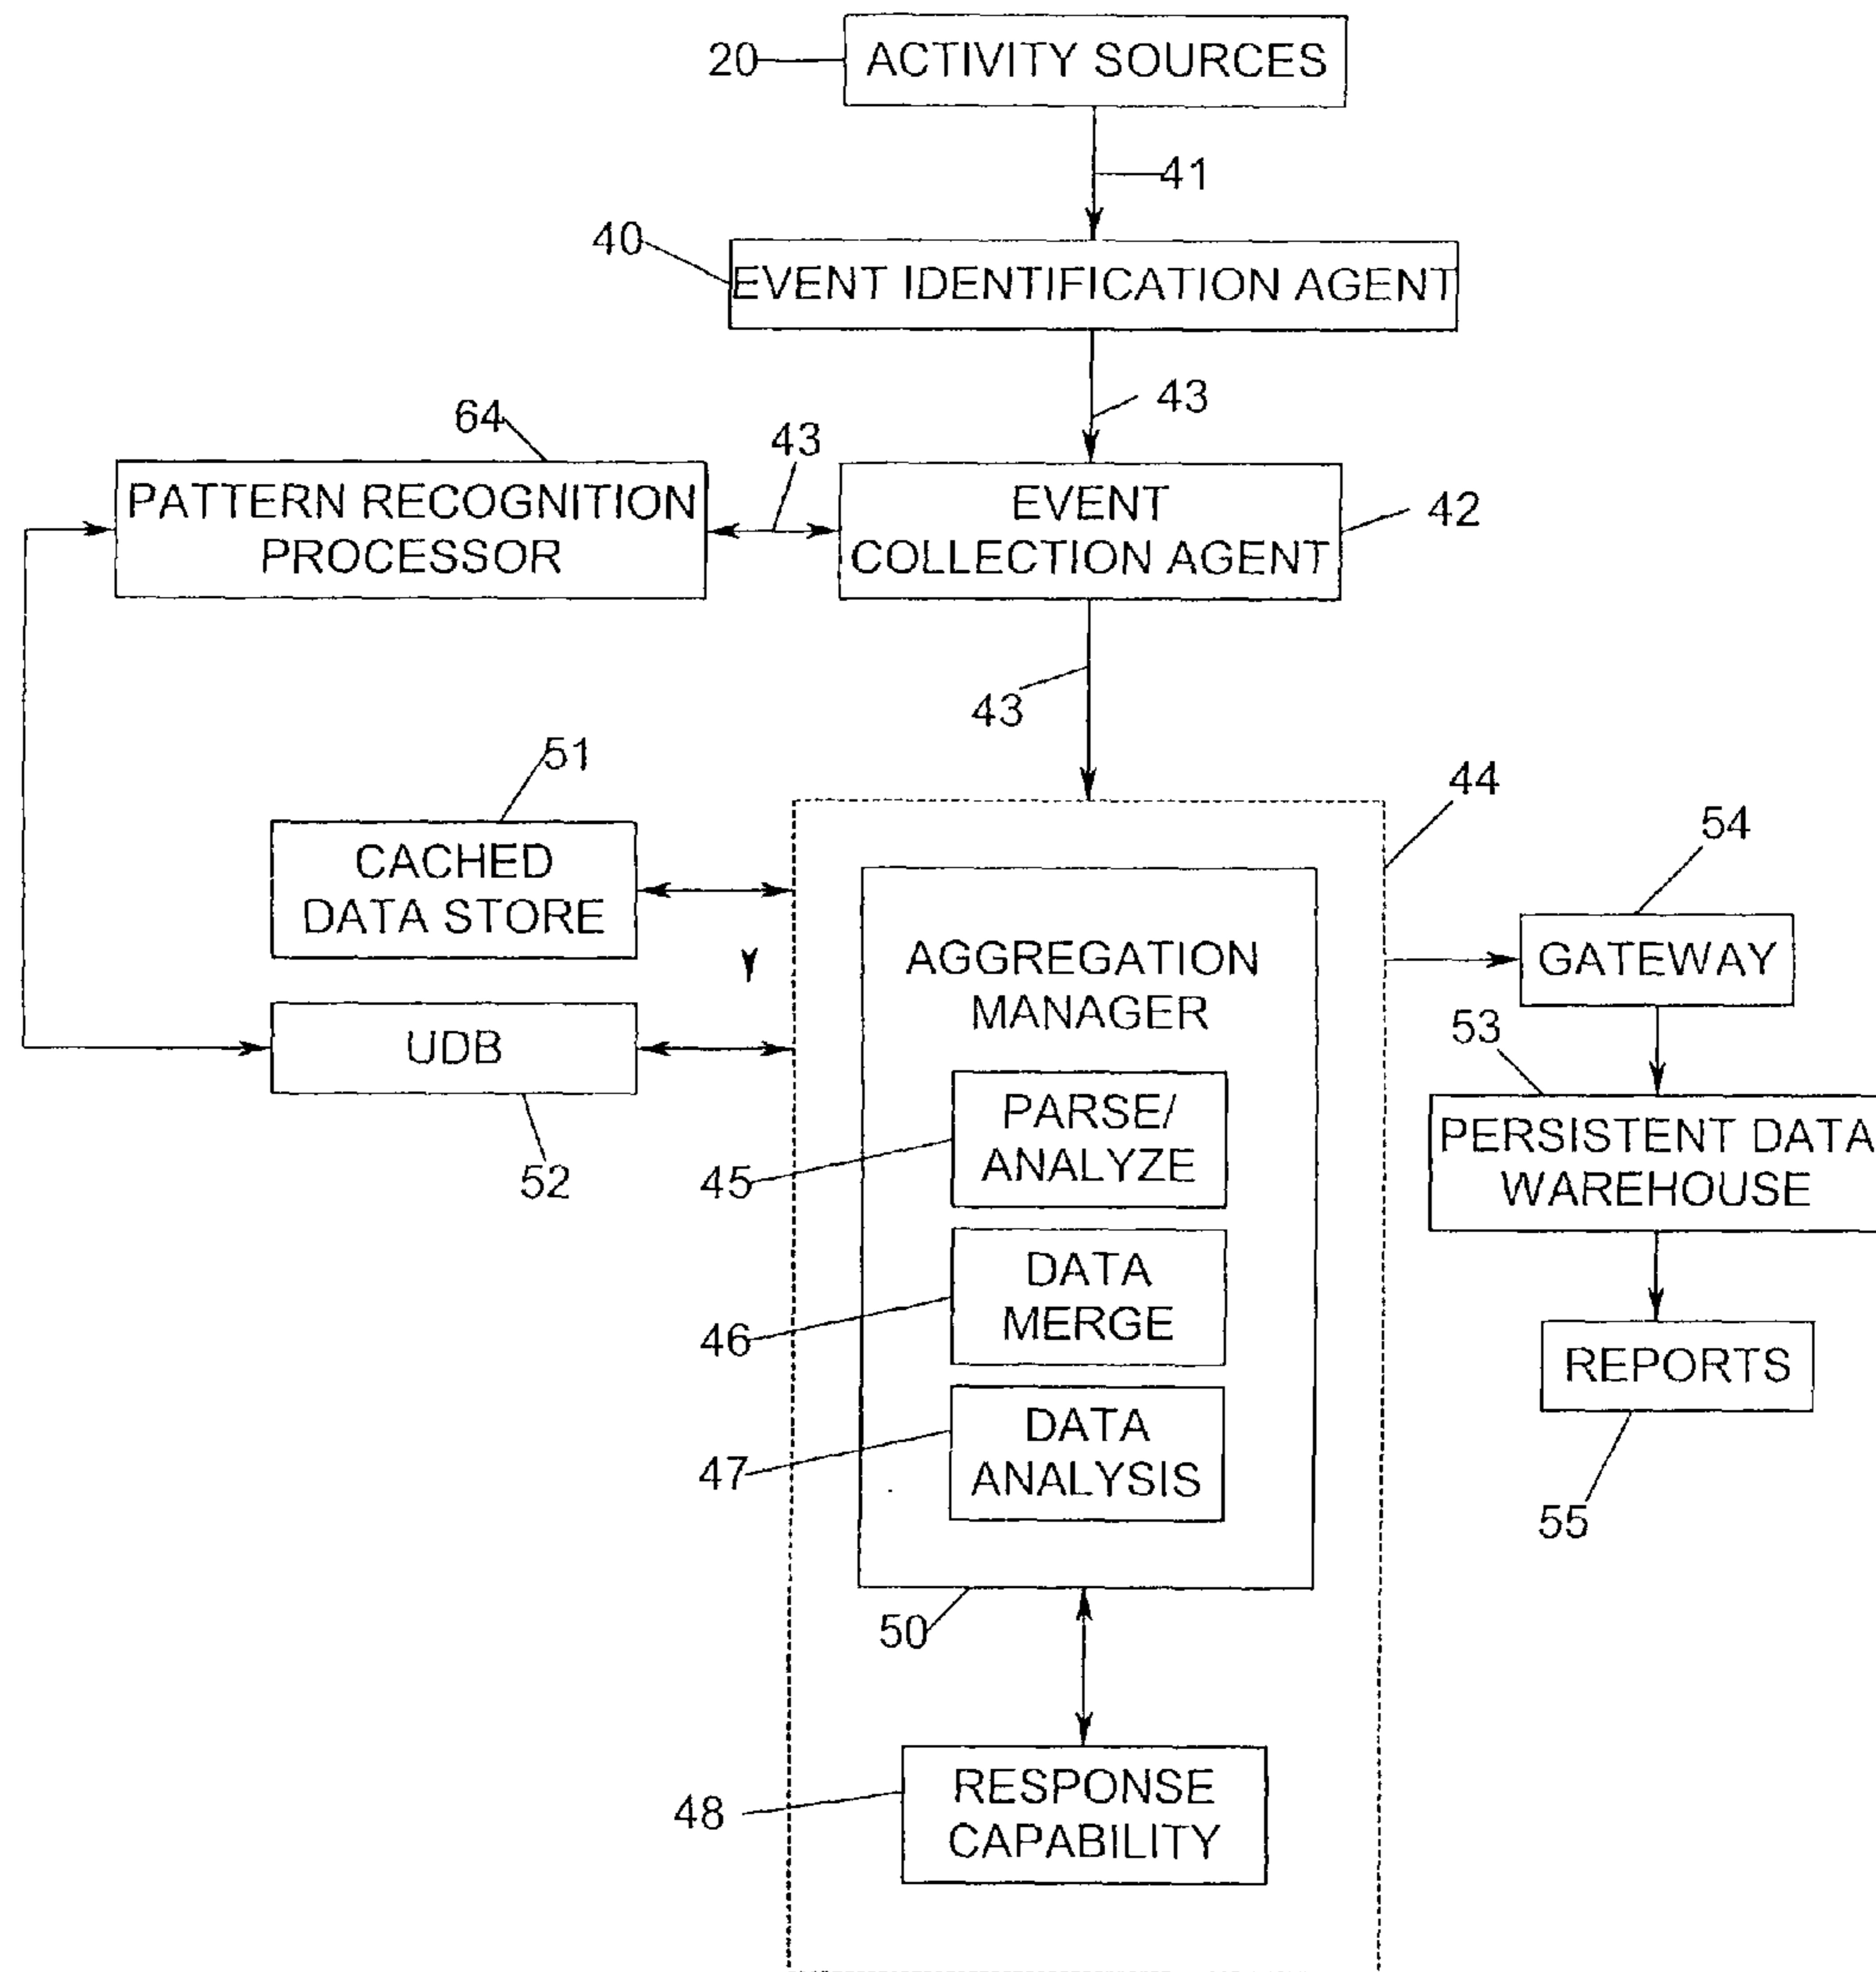 20
ACTIVITY SOURCES
41
40
EVENT IDENTIFICATION AGENT
43
64
43
PATTERN RECOGNITION
PROCESSOR
EVENT
COLLECTION AGENT
42
43
51
44
CACHED
DATA STORE
54
AGGREGATION
MANAGER
GATEWAY
UDB
53
52
PARSE/
ANALYZE
45
PERSISTENT DATA
WAREHOUSE
DATA
MERGE
46
REPORTS
DATA
ANALYSIS
47
55
50
48
RESPONSE
CAPABILITY